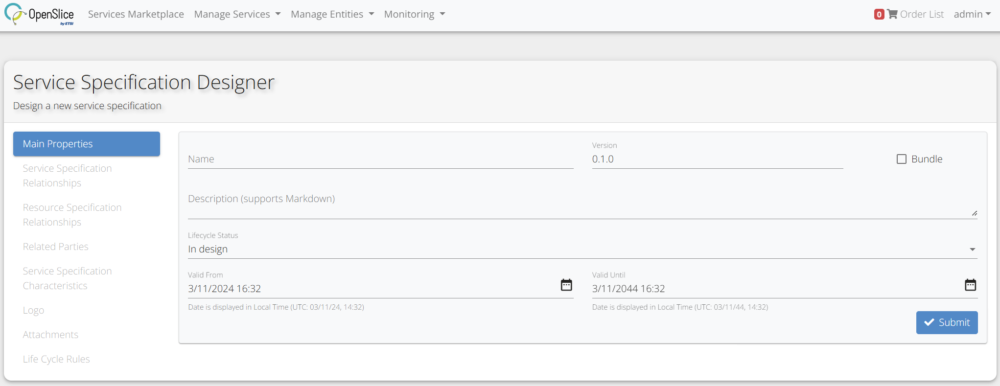 OpenSlice
by ETSI
Services Marketplace Manage Services Manage Entities Monitoring
0 Order List admin
Service Specification Designer
Design a new service specification
Main Properties
Service Specification
Relationships
Resource Specification
Relationships
Related Parties
Service Specification
Characteristics
Logo
Attachments
Life Cycle Rules
Name
Version
0.1.0
Bundle
Description (supports Markdown)
Lifecycle Status
In design
Valid From
3/11/2024 16:32
Date is displayed in Local Time (UTC: 03/11/24, 14:32)
Valid Until
3/11/2044 16:32
Date is displayed in Local Time (UTC: 03/11/44, 14:32)
Submit